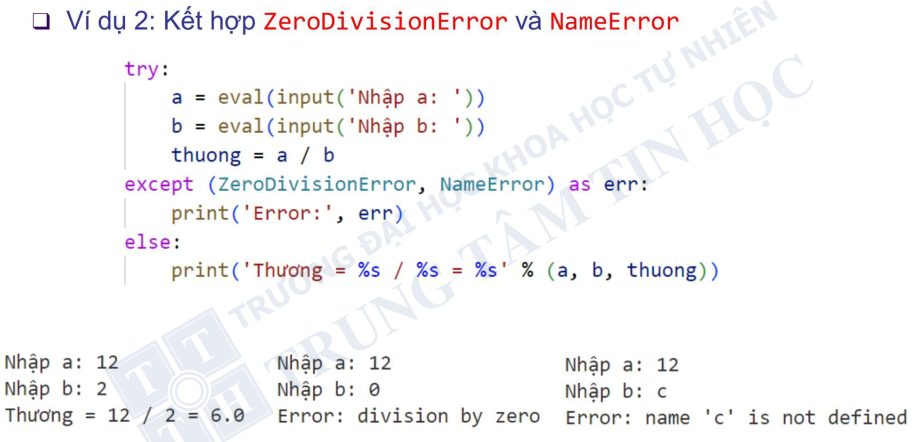 ❑ Ví dụ 2: Kết hợp ZeroDivisionError và NameError
try:
    a = eval(input('Nhập a: '))
    b = eval(input('Nhập b: '))
    thuong = a / b
except (ZeroDivisionError, NameError) as err:
    print('Error:', err)
else:
    print('Thương = %s / %s = %s' % (a, b, thuong))
Nhập a: 12
Nhập b: 2
Thương = 12 / 2 = 6.0
Nhập a: 12
Nhập b: 0
Error: division by zero
Nhập a: 12
Nhập b: c
Error: name 'c' is not defined
TRƯỜNG ĐẠI HỌC KHOA HỌC TỰ NHIÊN
TRUNG TÂM TIN HỌC
T T
T H